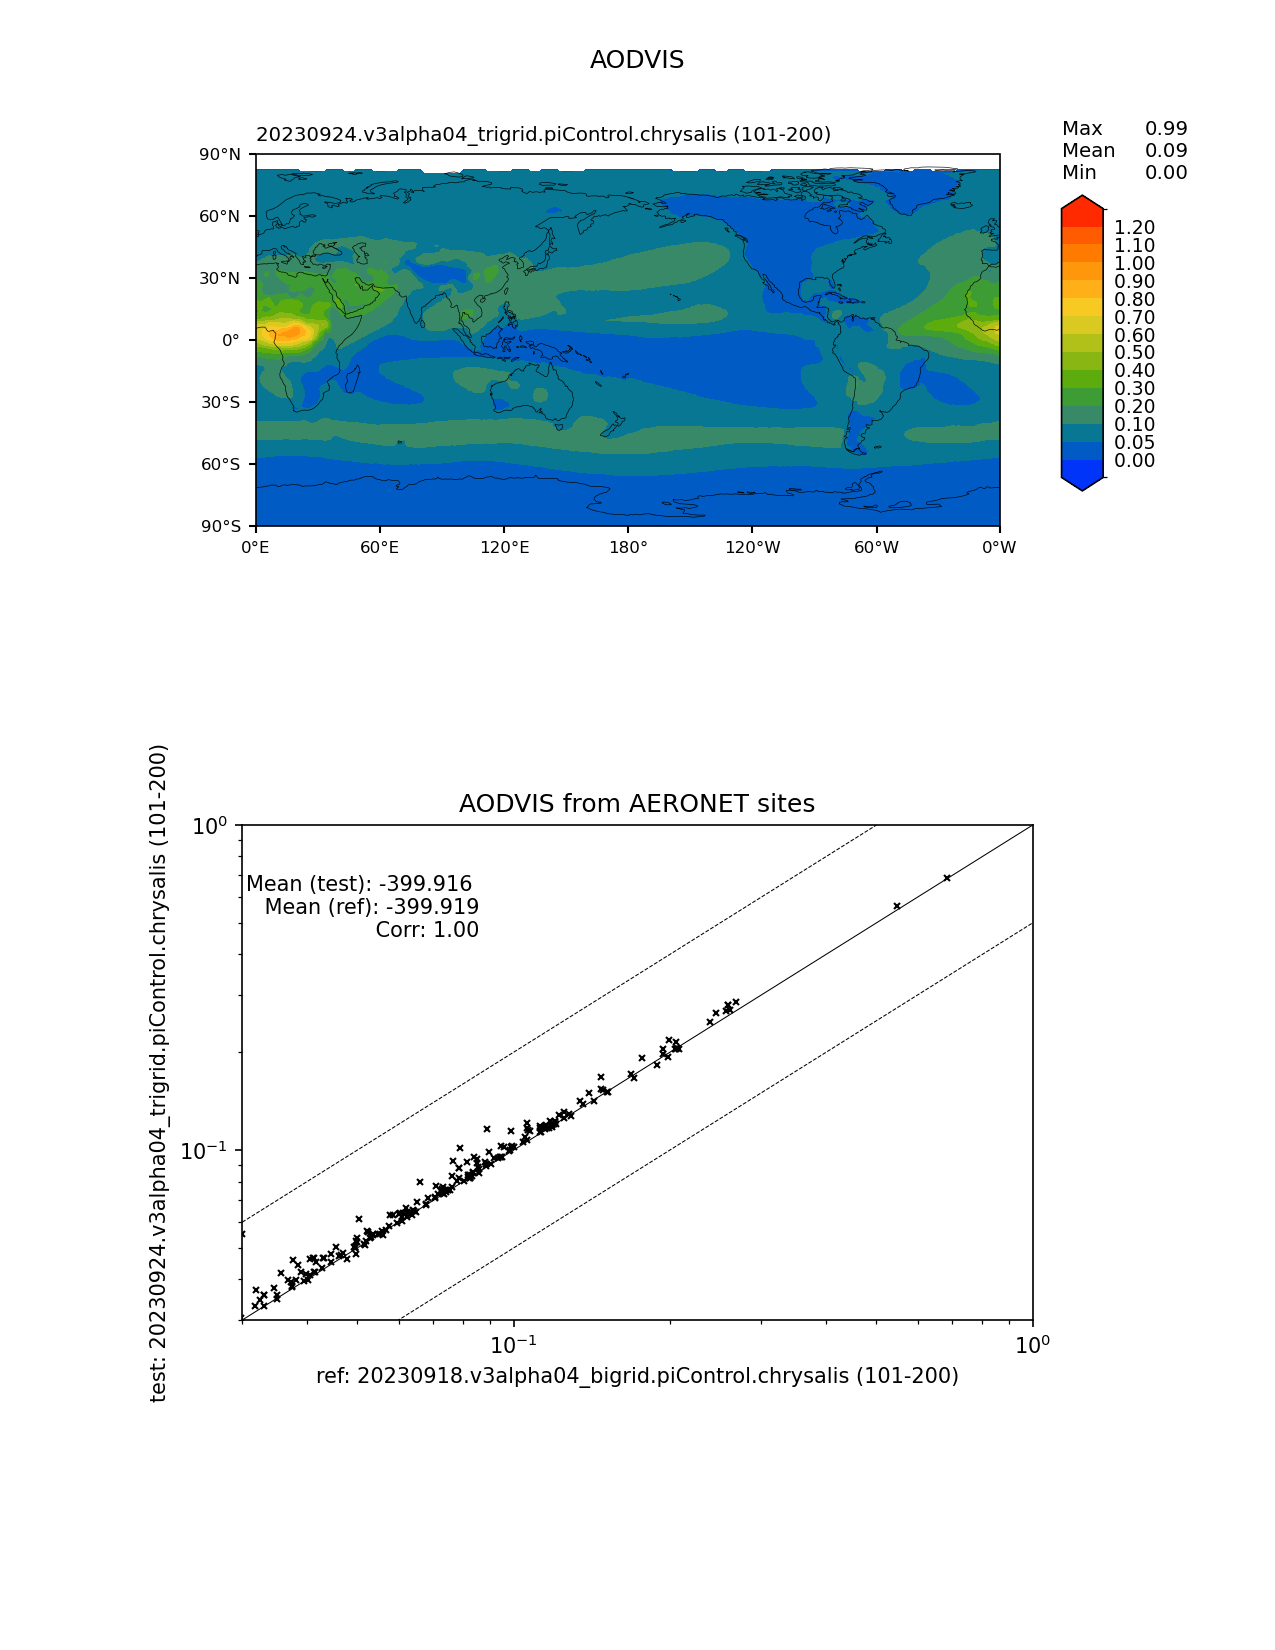 AODVIS
20230924.v3alpha04_trigrid.piControl.chrysalis (101-200)
Max 0.99
Mean 0.09
Min 0.00
90°N
60°N
30°N
0°
30°S
60°S
90°S
0°E 60°E 120°E 180° 120°W 60°W 0°W
1.20
1.10
1.00
0.90
0.80
0.70
0.60
0.50
0.40
0.30
0.20
0.10
0.05
0.00
AODVIS from AERONET sites
test: 20230924.v3alpha04_trigrid.piControl.chrysalis (101-200)
10⁰
10⁻¹
Mean (test): -399.916
Mean (ref): -399.919
Corr: 1.00
10⁻¹ 10⁰
ref: 20230918.v3alpha04_bigrid.piControl.chrysalis (101-200)